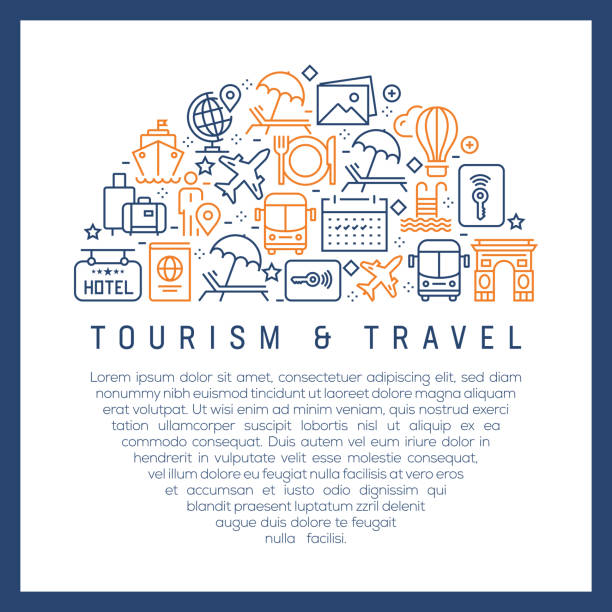 HOTEL
TOURISM & TRAVEL
Lorem ipsum dolor sit amet, consectetuer adipiscing elit, sed diam
nonummy nibh euismod tincidunt ut laoreet dolore magna aliquam
erat volutpat. Ut wisi enim ad minim veniam, quis nostrud exerci
tation ullamcorper suscipit lobortis nisl ut aliquip ex ea
commodo consequat. Duis autem vel eum iriure dolor in
hendrerit in vulputate velit esse molestie consequat,
vel illum dolore eu feugiat nulla facilisis at vero eros
et accumsan et iusto odio dignissim qui
blandit praesent luptatum zzril delenit
augue duis dolore te feugait
nulla facilisi.